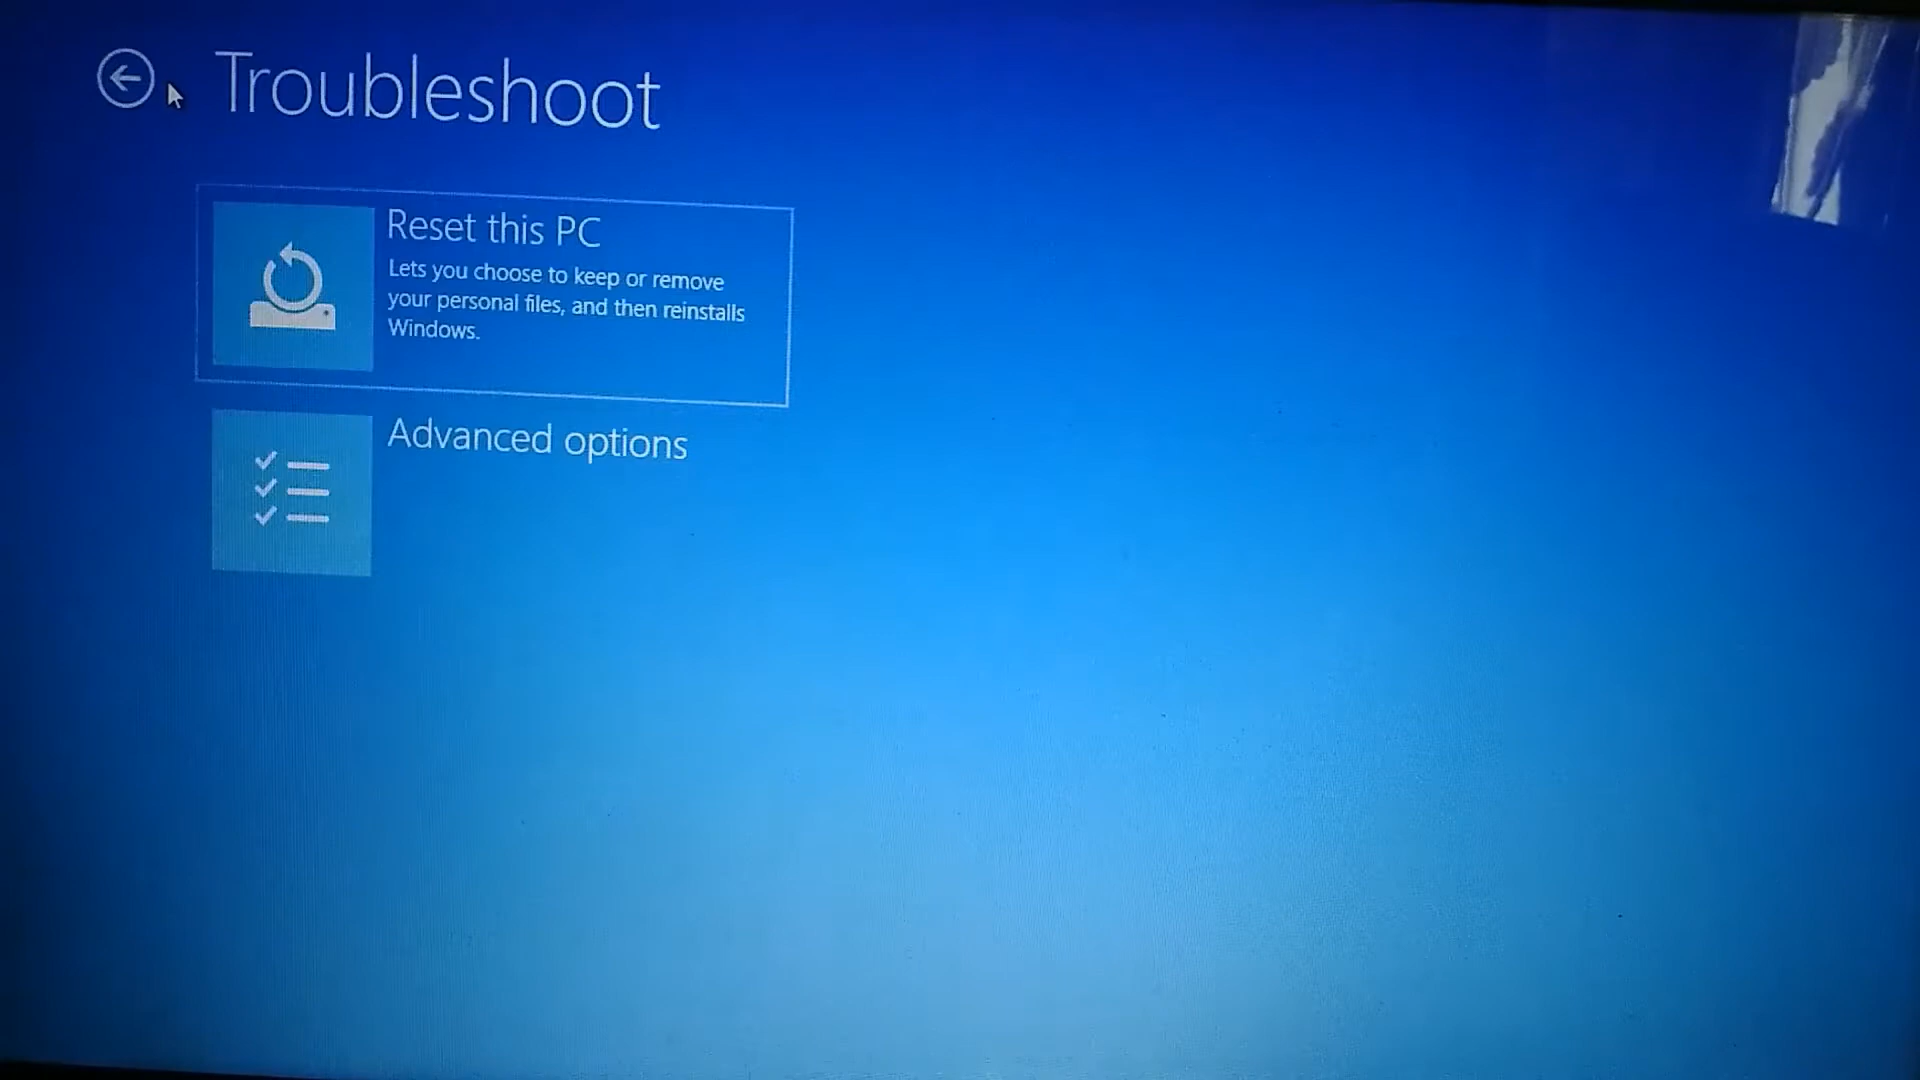 Troubleshoot
Reset this PC
Lets you choose to keep or remove
your personal files, and then reinstalls
Windows.
Advanced options